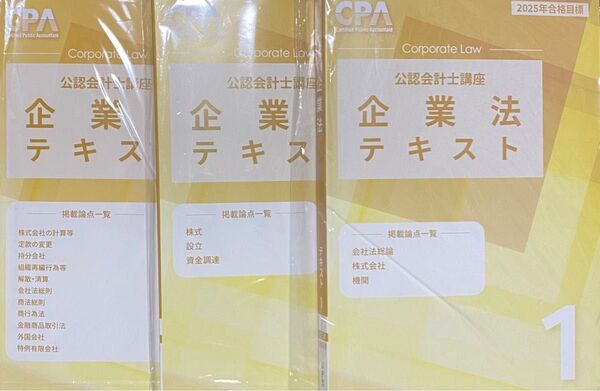 CPA
Certified Public Accountant
Corporate Law
公認会計士講座
企業
テキス
掲載論点一覧
株式会社の計算等
定款の変更
持分会社
組織再編行為等
解散・清算
会社法総則
商法総則
商行為法
金融商品取引法
外国会社
特例有限会社
CPA
Certified Public Accountant
Corporate Law
公認会計士講座
企業
テキス
掲載論点一覧
株式
設立
資金調達
CPA
Certified Public Accountant
2025年合格目標
Corporate Law
公認会計士講座
企業法
テキスト
掲載論点一覧
会社法総論
株式会社
機関
1